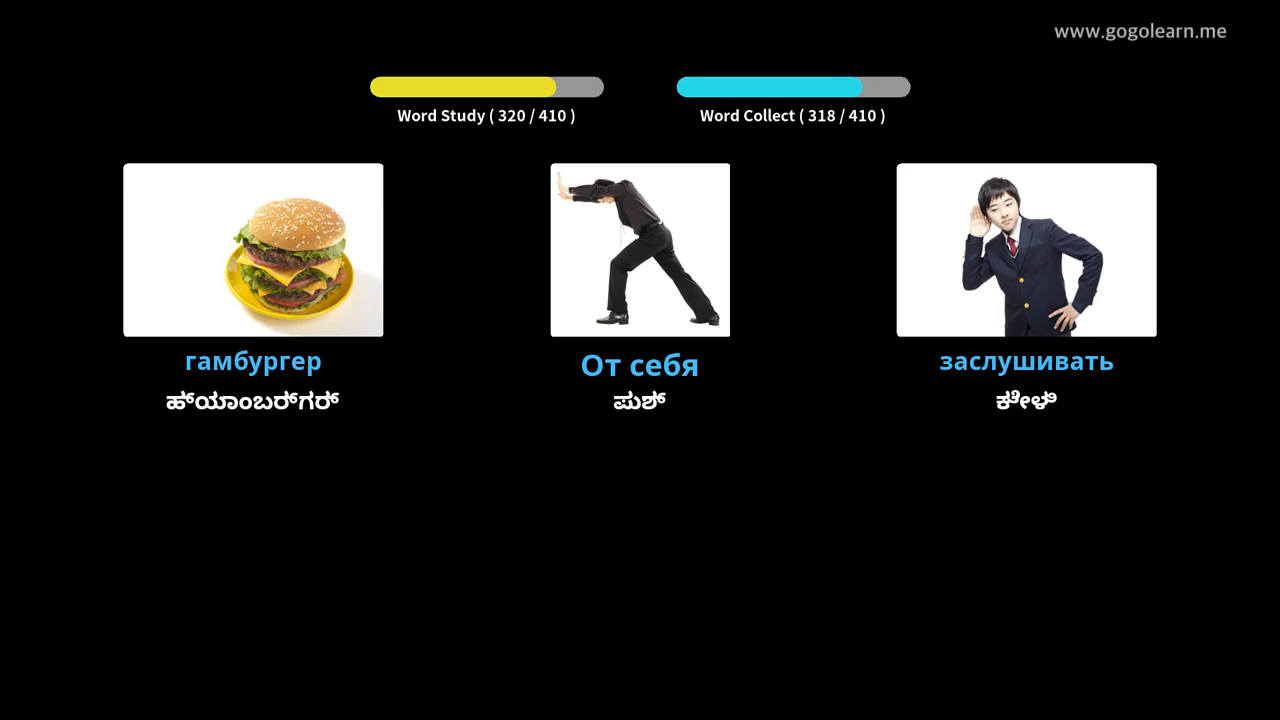 www.gogolearn.me
Word Study ( 320 / 410 )
Word Collect ( 318 / 410 )
гамбургер
От себя
заслушивать
ಹ್ಯಾಂಬರ್ಗರ್
ಪುಶ್
ಕೇಳಿ